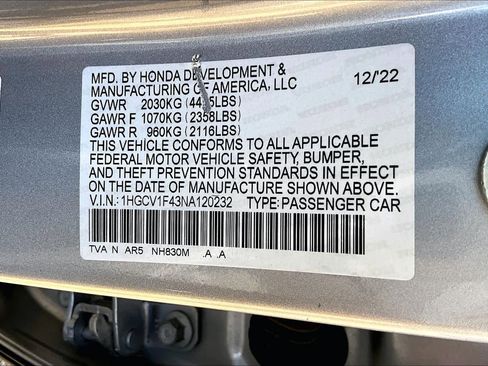 MFD. BY HONDA DEVELOPMENT & 12/'22
MANUFACTURING OF AMERICA, LLC
GVWR 2030KG
GAWR F 1070KG (2358LBS)
GAWR R 960KG (2116LBS)
THIS VEHICLE CONFORMS TO ALL APPLICABLE
FEDERAL MOTOR VEHICLE SAFETY, BUMPER,
AND THEFT PREVENTION STANDARDS IN EFFECT
ON THE DATE OF MANUFACTURE SHOWN ABOVE.
V.I.N.: 1HGCV1F43NA120232 TYPE: PASSENGER CAR
TVA N AR5 NH830M .A .A